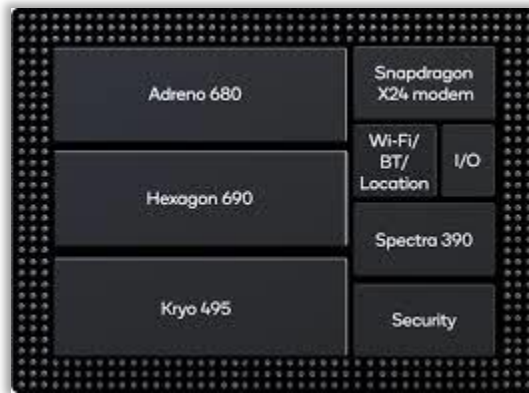 Adreno 680
Snapdragon
X24 modem
Wi-Fi/
BT/
Location
I/O
Hexagon 690
Spectra 390
Kryo 495
Security